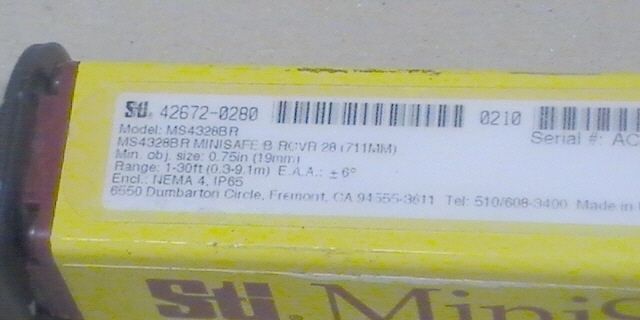 Sti. 42672-0280 0210
Serial #: AC
Model: MS4328BR
MS4328BR MINISAFE B RCVR 28 (711MM)
Min. obj. size: 0.75in (19mm)
Range: 1-30ft (0.3-9.1m) E.A.A.: ± 6°
Encl.: NEMA 4, IP65
6550 Dumbarton Circle, Fremont, CA 94555-3611 Tel: 510/608-3400 Made in
Sti. MiniS